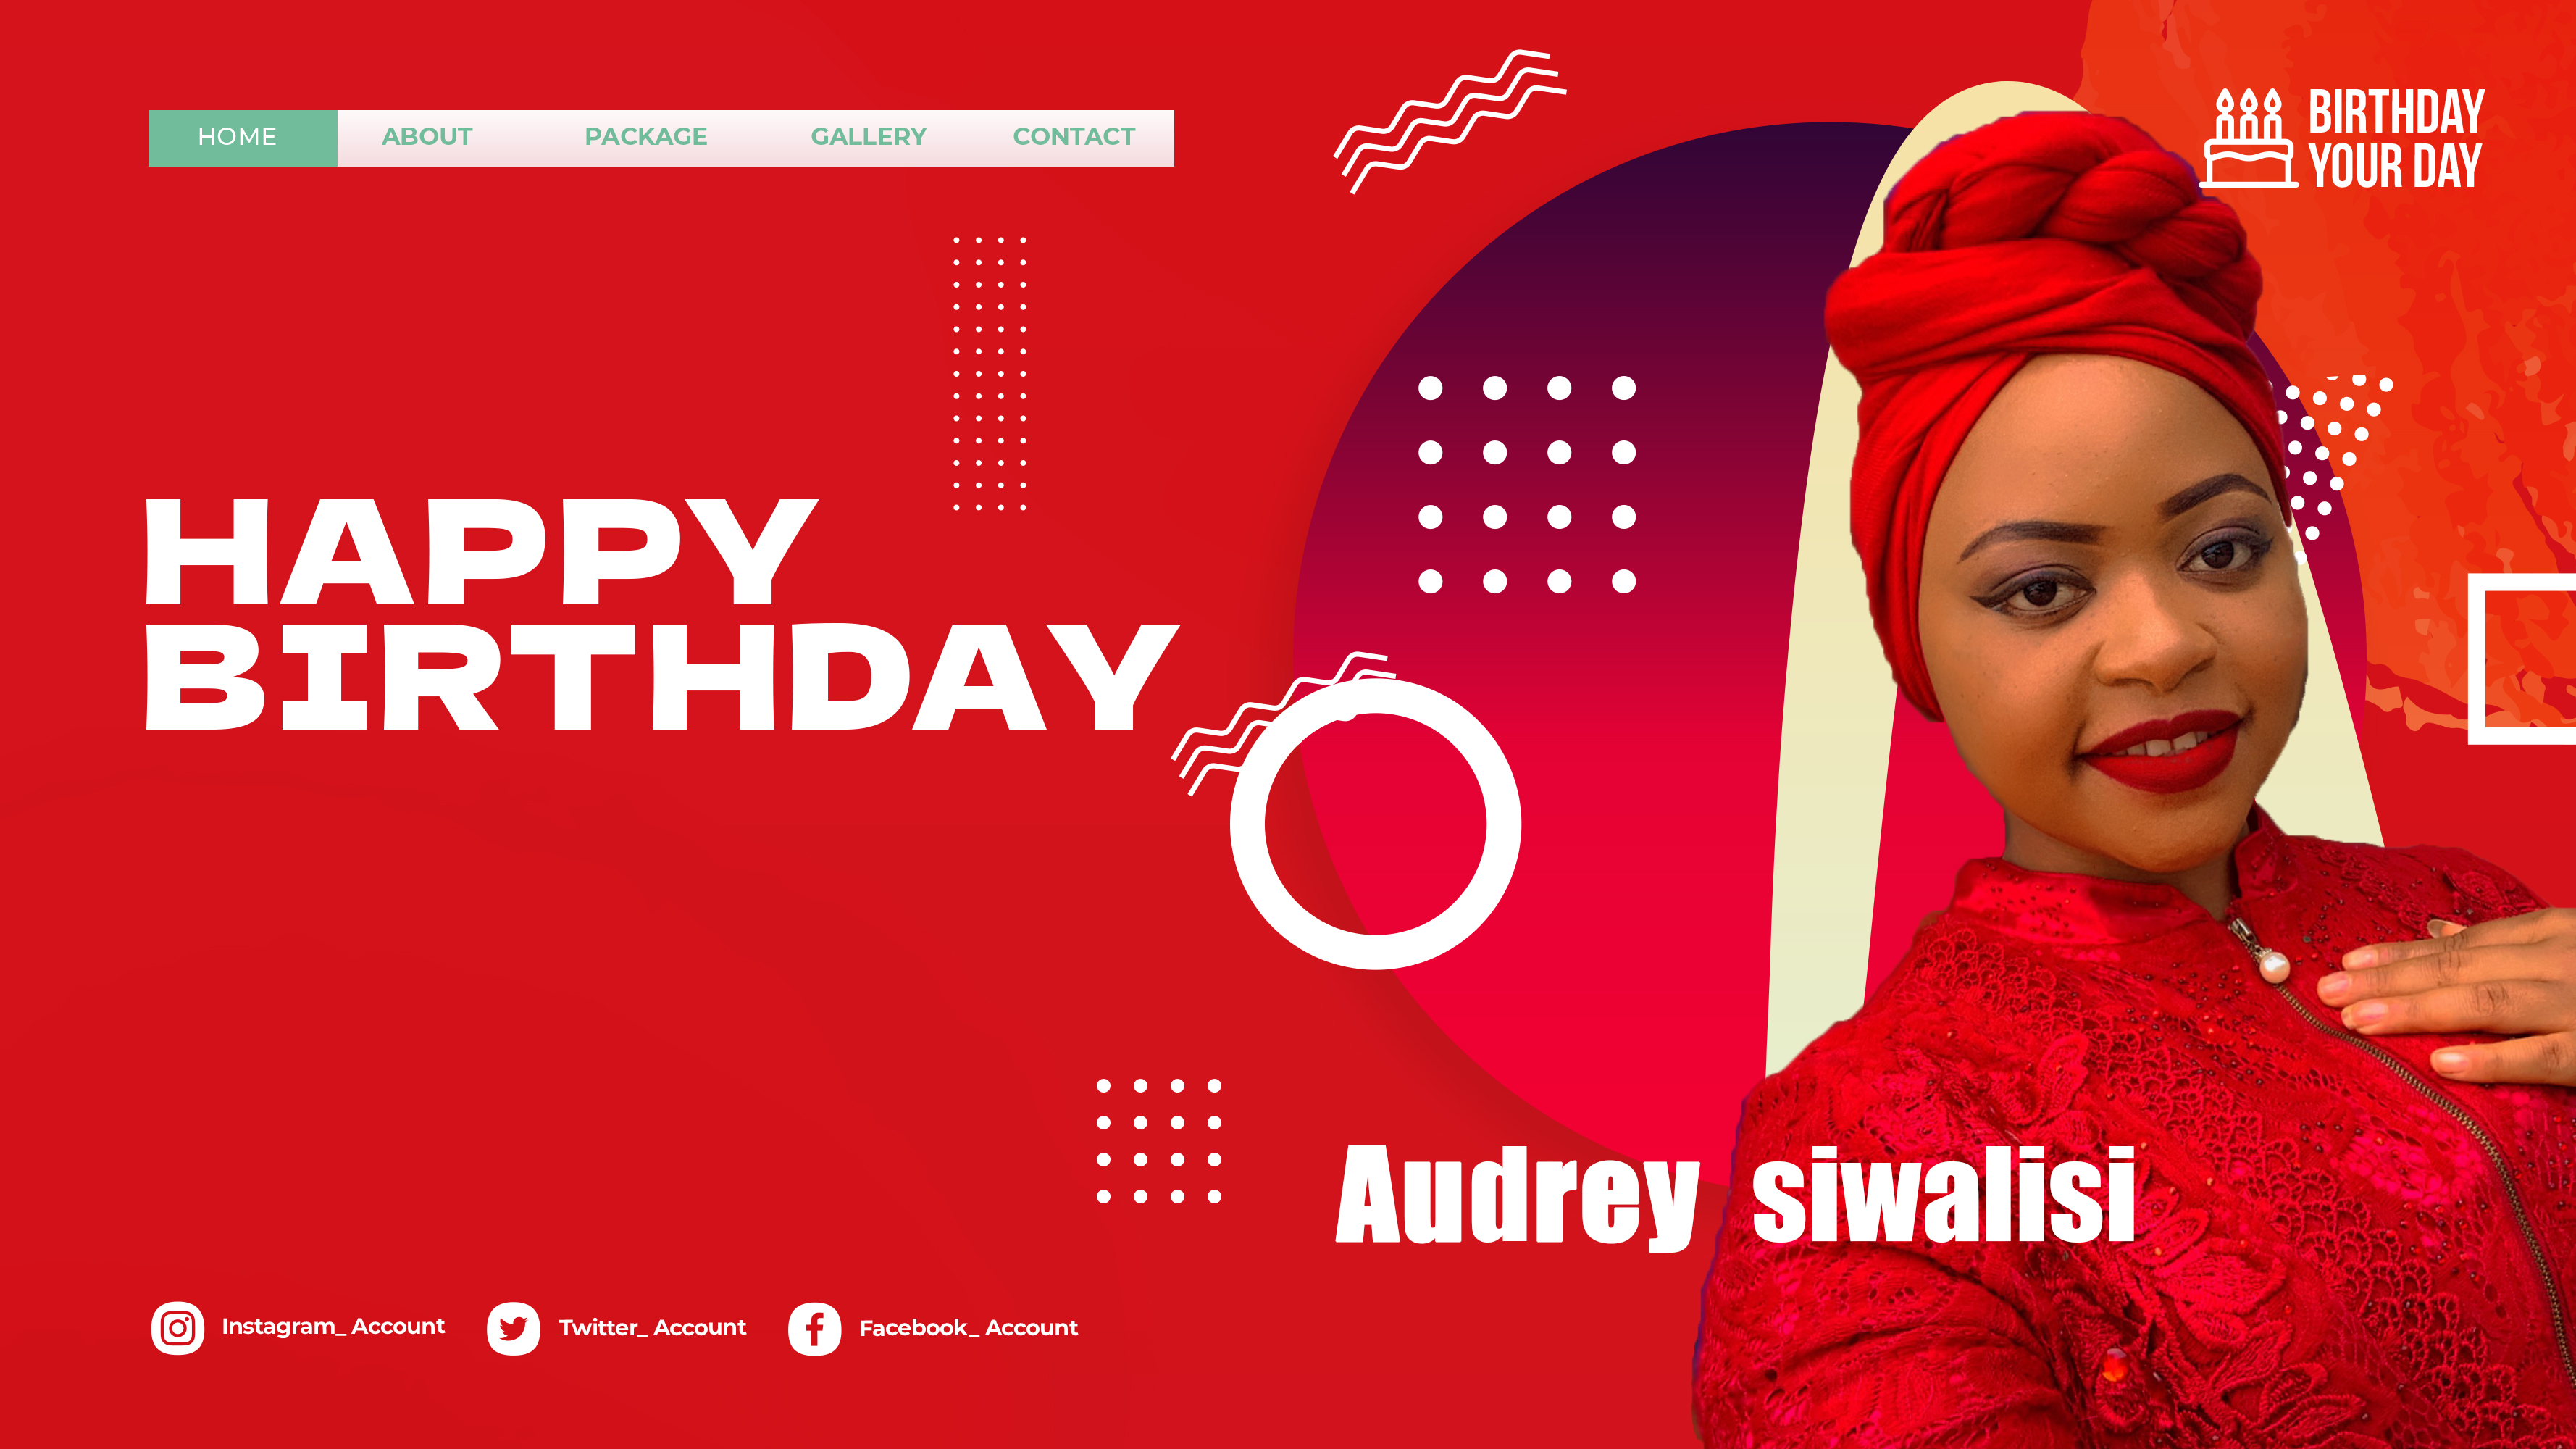 HOME ABOUT PACKAGE GALLERY CONTACT
BIRTHDAY
YOUR DAY
HAPPY
BIRTHDAY
Audrey siwalisi
Instagram_ Account Twitter_ Account Facebook_ Account